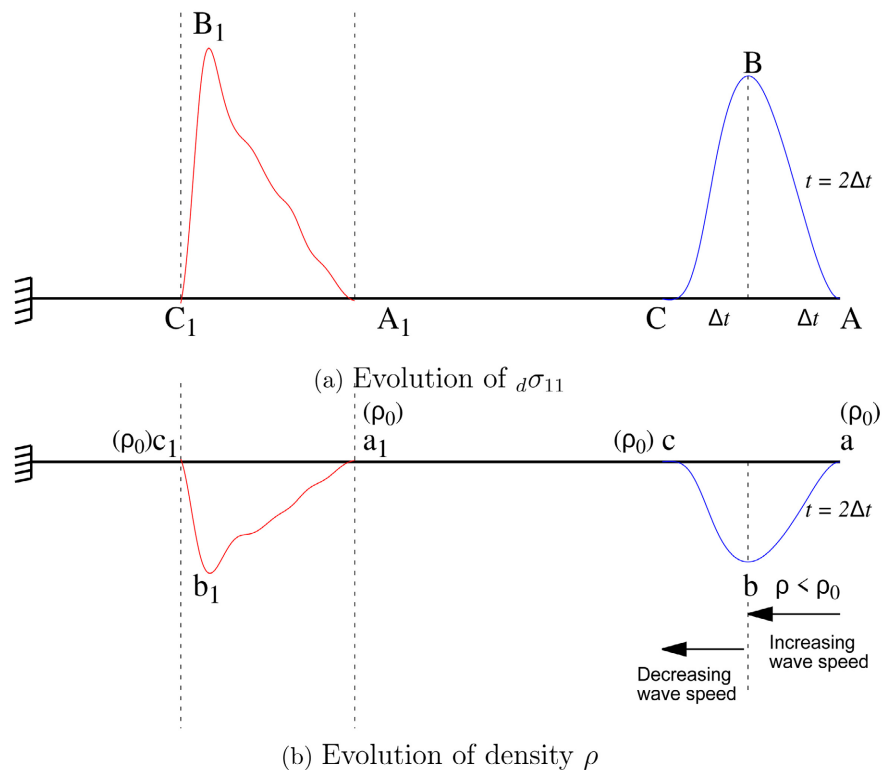 B₁
B
t = 2Δt
C₁ A₁ C Δt Δt A
(a) Evolution of dσ₁₁
(ρ₀) (ρ₀)
(ρ₀)c₁ a₁ (ρ₀) c a
t = 2Δt
b₁ b ρ < ρ₀
Increasing
wave speed
Decreasing
wave speed
(b) Evolution of density ρ